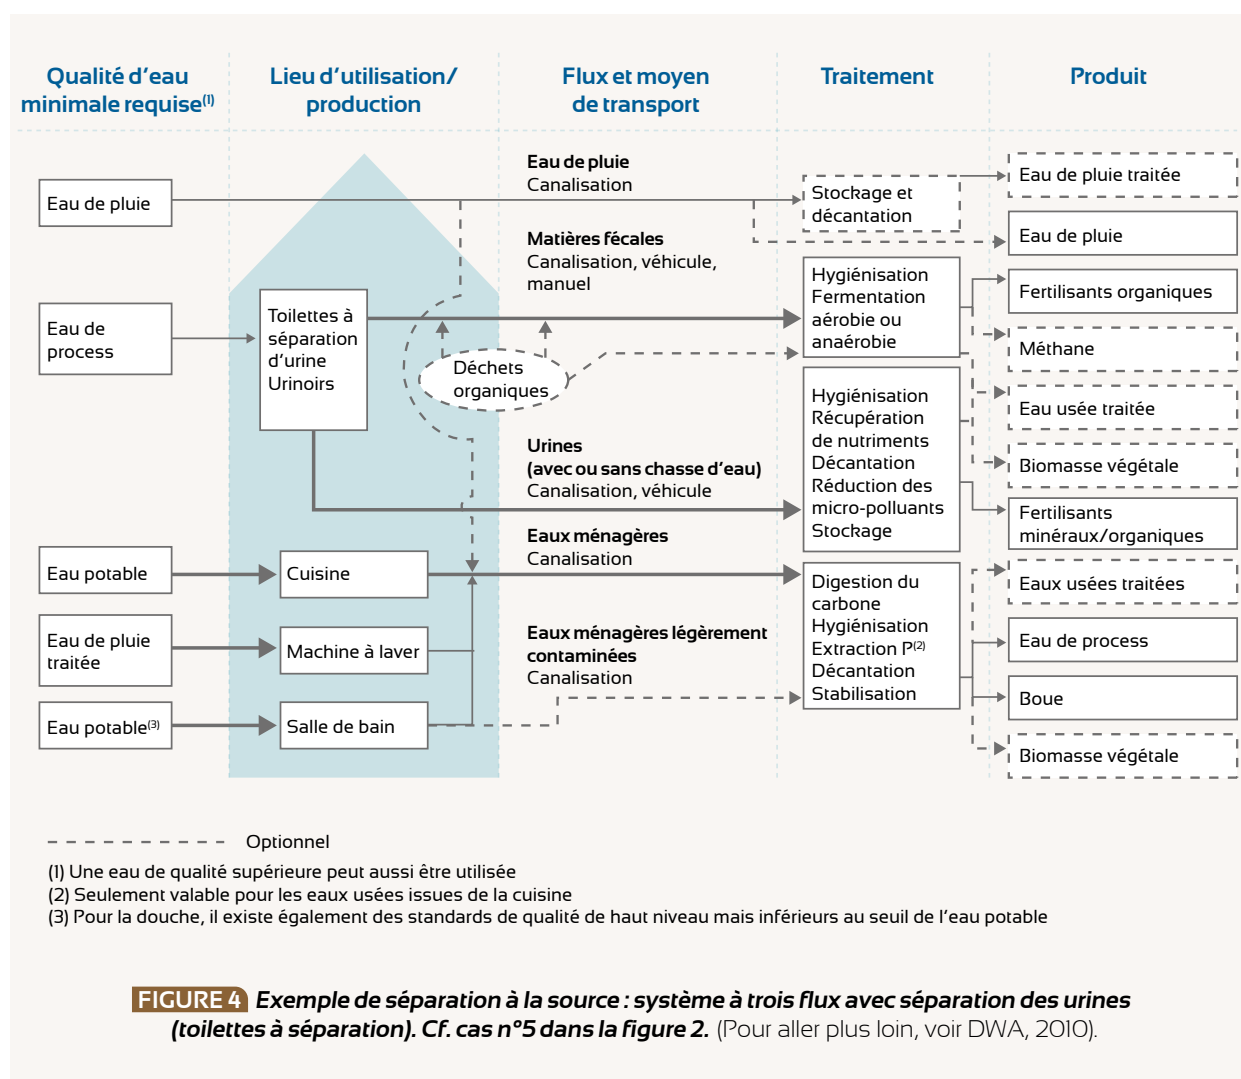 Qualité d'eau
minimale requise(1)
Lieu d'utilisation/
production
Flux et moyen
de transport
Traitement
Produit
Eau de pluie
Eau de
process
Eau potable
Eau de pluie
traitée
Eau potable(3)
Toilettes à
séparation
d'urine
Urinoirs
Déchets
organiques
Cuisine
Machine à laver
Salle de bain
Eau de pluie
Canalisation
Matières fécales
Canalisation, véhicule,
manuel
Urines
(avec ou sans chasse d'eau)
Canalisation, véhicule
Eaux ménagères
Canalisation
Eaux ménagères légèrement
contaminées
Canalisation
Stockage et
décantation
Hygiénisation
Fermentation
aérobie ou
anaérobie
Hygiénisation
Récupération
de nutriments
Décantation
Réduction des
micro-polluants
Stockage
Digestion du
carbone
Hygiénisation
Extraction P(2)
Décantation
Stabilisation
Eau de pluie traitée
Eau de pluie
Fertilisants organiques
Méthane
Eau usée traitée
Biomasse végétale
Fertilisants
minéraux/organiques
Eaux usées traitées
Eau de process
Boue
Biomasse végétale
Optionnel
(1) Une eau de qualité supérieure peut aussi être utilisée
(2) Seulement valable pour les eaux usées issues de la cuisine
(3) Pour la douche, il existe également des standards de qualité de haut niveau mais inférieurs au seuil de l'eau potable
FIGURE 4 Exemple de séparation à la source : système à trois flux avec séparation des urines
(toilettes à séparation). Cf. cas n°5 dans la figure 2. (Pour aller plus loin, voir DWA, 2010).